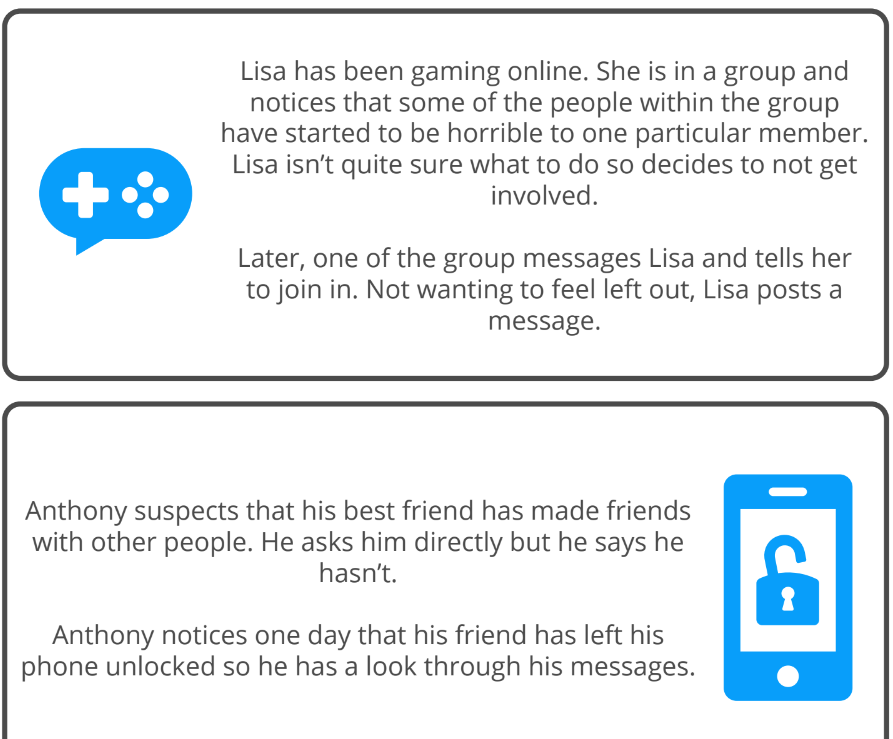 Lisa has been gaming online. She is in a group and
notices that some of the people within the group
have started to be horrible to one particular member.
Lisa isn’t quite sure what to do so decides to not get
involved.
Later, one of the group messages Lisa and tells her
to join in. Not wanting to feel left out, Lisa posts a
message.
Anthony suspects that his best friend has made friends
with other people. He asks him directly but he says he
hasn’t.
Anthony notices one day that his friend has left his
phone unlocked so he has a look through his messages.